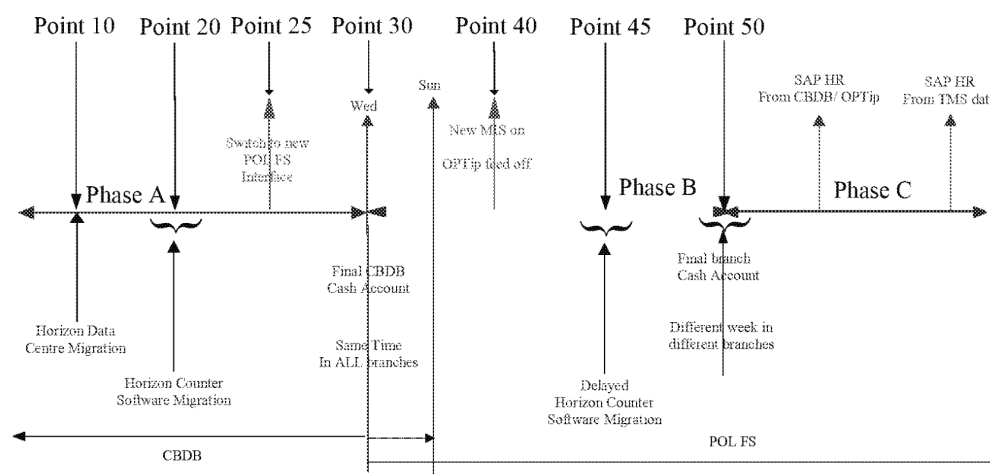 Point 10
Point 20
Point 25
Point 30
Point 40
Point 45
Point 50
Sun
Wed
SAP HR
From CBDB/ OPTip
SAP HR
From TMS dat
Switch to new
POL FS
Interface
New MIS on
OPTip feed off
Phase A
Phase B
Phase C
Final CBDB
Cash Account
Final branch
Cash Account
Horizon Data
Centre Migration
Same Time
In ALL branches
Different week in
different branches
Horizon Counter
Software Migration
Delayed
Horizon Counter
Software Migration
CBDB
POL FS